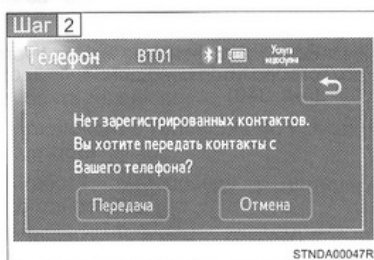 Шаг 2
Телефон BT01 Услуга недоступна
Нет зарегистрированных контактов.
Вы хотите передать контакты с
Вашего телефона?
Передача Отмена
STNDA00047R